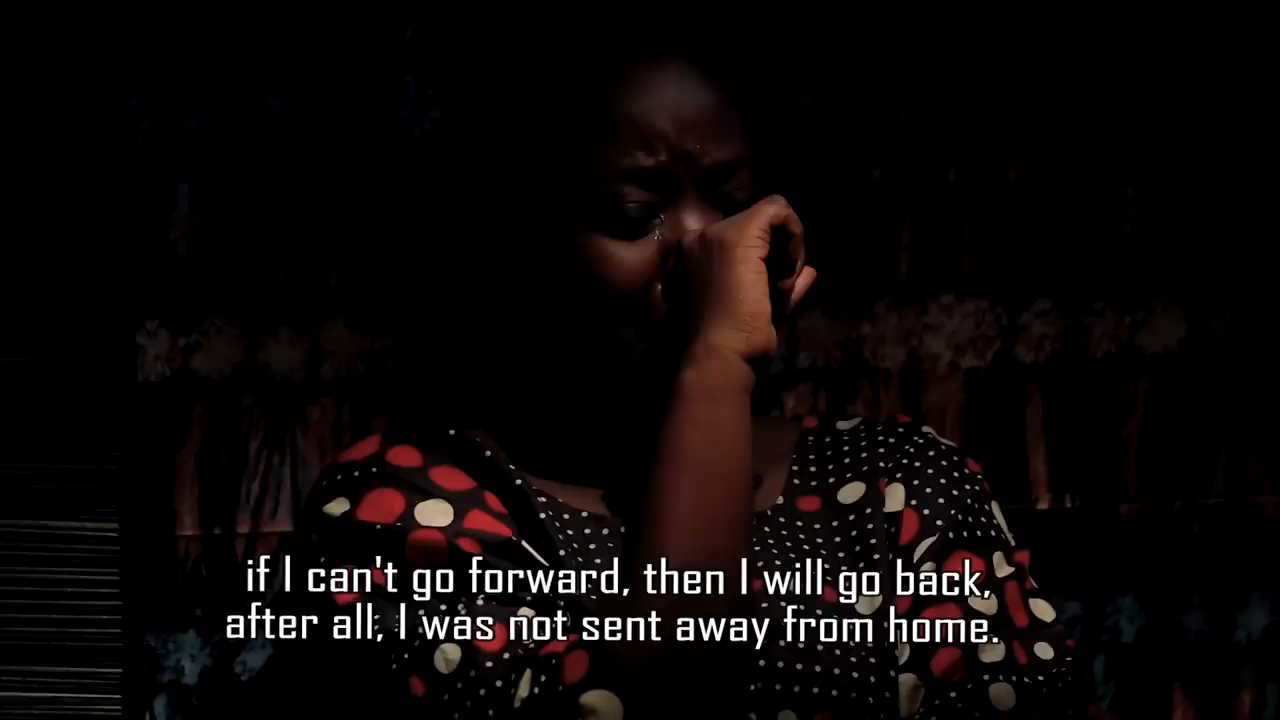 if I can't go forward, then I will go back,
after all, I was not sent away from home.